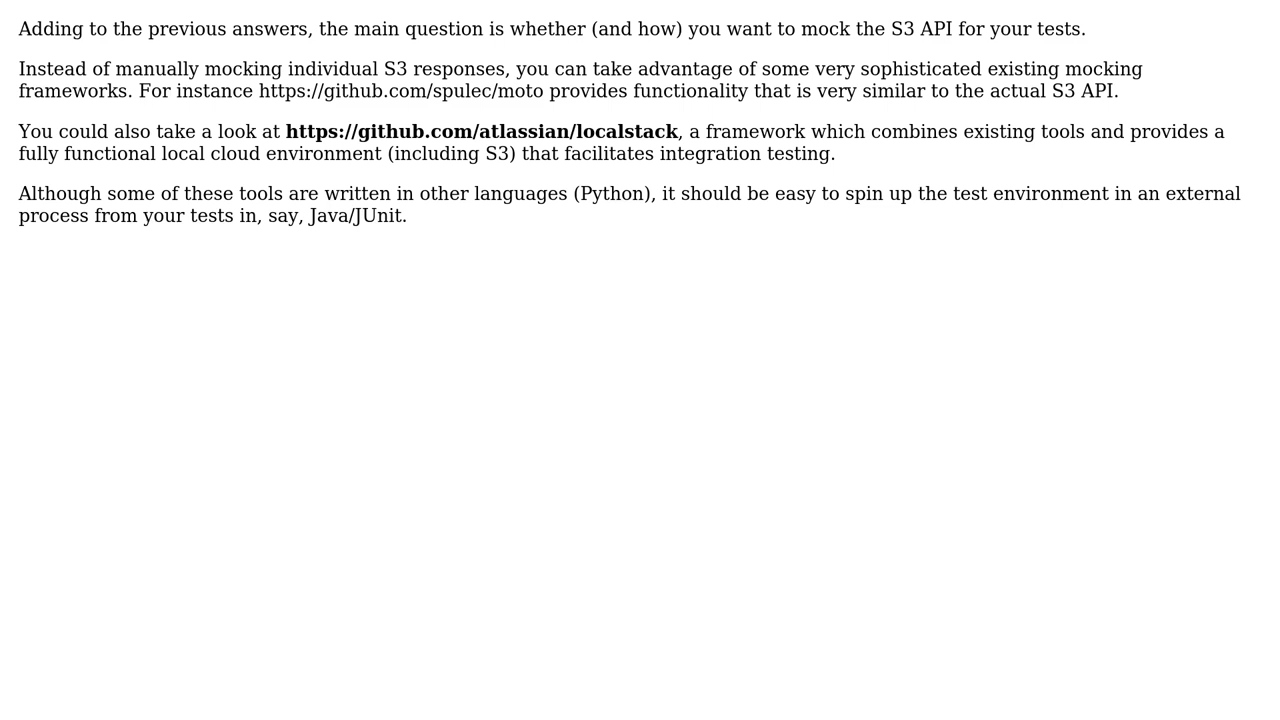 Adding to the previous answers, the main question is whether (and how) you want to mock the S3 API for your tests.
Instead of manually mocking individual S3 responses, you can take advantage of some very sophisticated existing mocking
frameworks. For instance https://github.com/spulec/moto provides functionality that is very similar to the actual S3 API.
You could also take a look at https://github.com/atlassian/localstack, a framework which combines existing tools and provides a
fully functional local cloud environment (including S3) that facilitates integration testing.
Although some of these tools are written in other languages (Python), it should be easy to spin up the test environment in an external
process from your tests in, say, Java/JUnit.